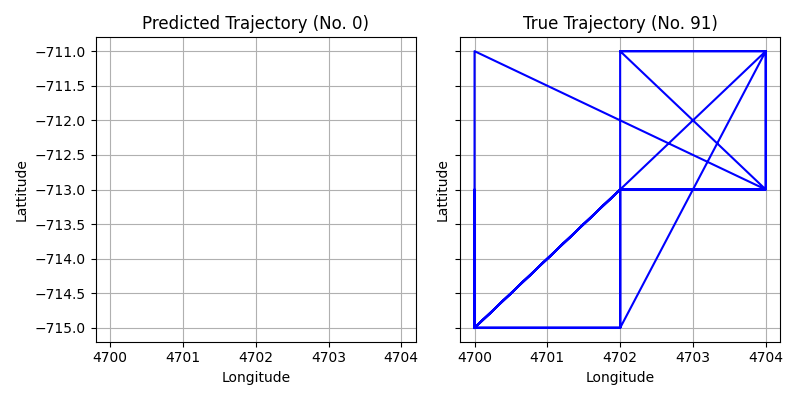 Predicted Trajectory (No. 0)
−711.0
−711.5
−712.0
−712.5
−713.0
−713.5
−714.0
−714.5
−715.0
Lattitude
4700 4701 4702 4703 4704
Longitude
True Trajectory (No. 91)
Lattitude
4700 4701 4702 4703 4704
Longitude